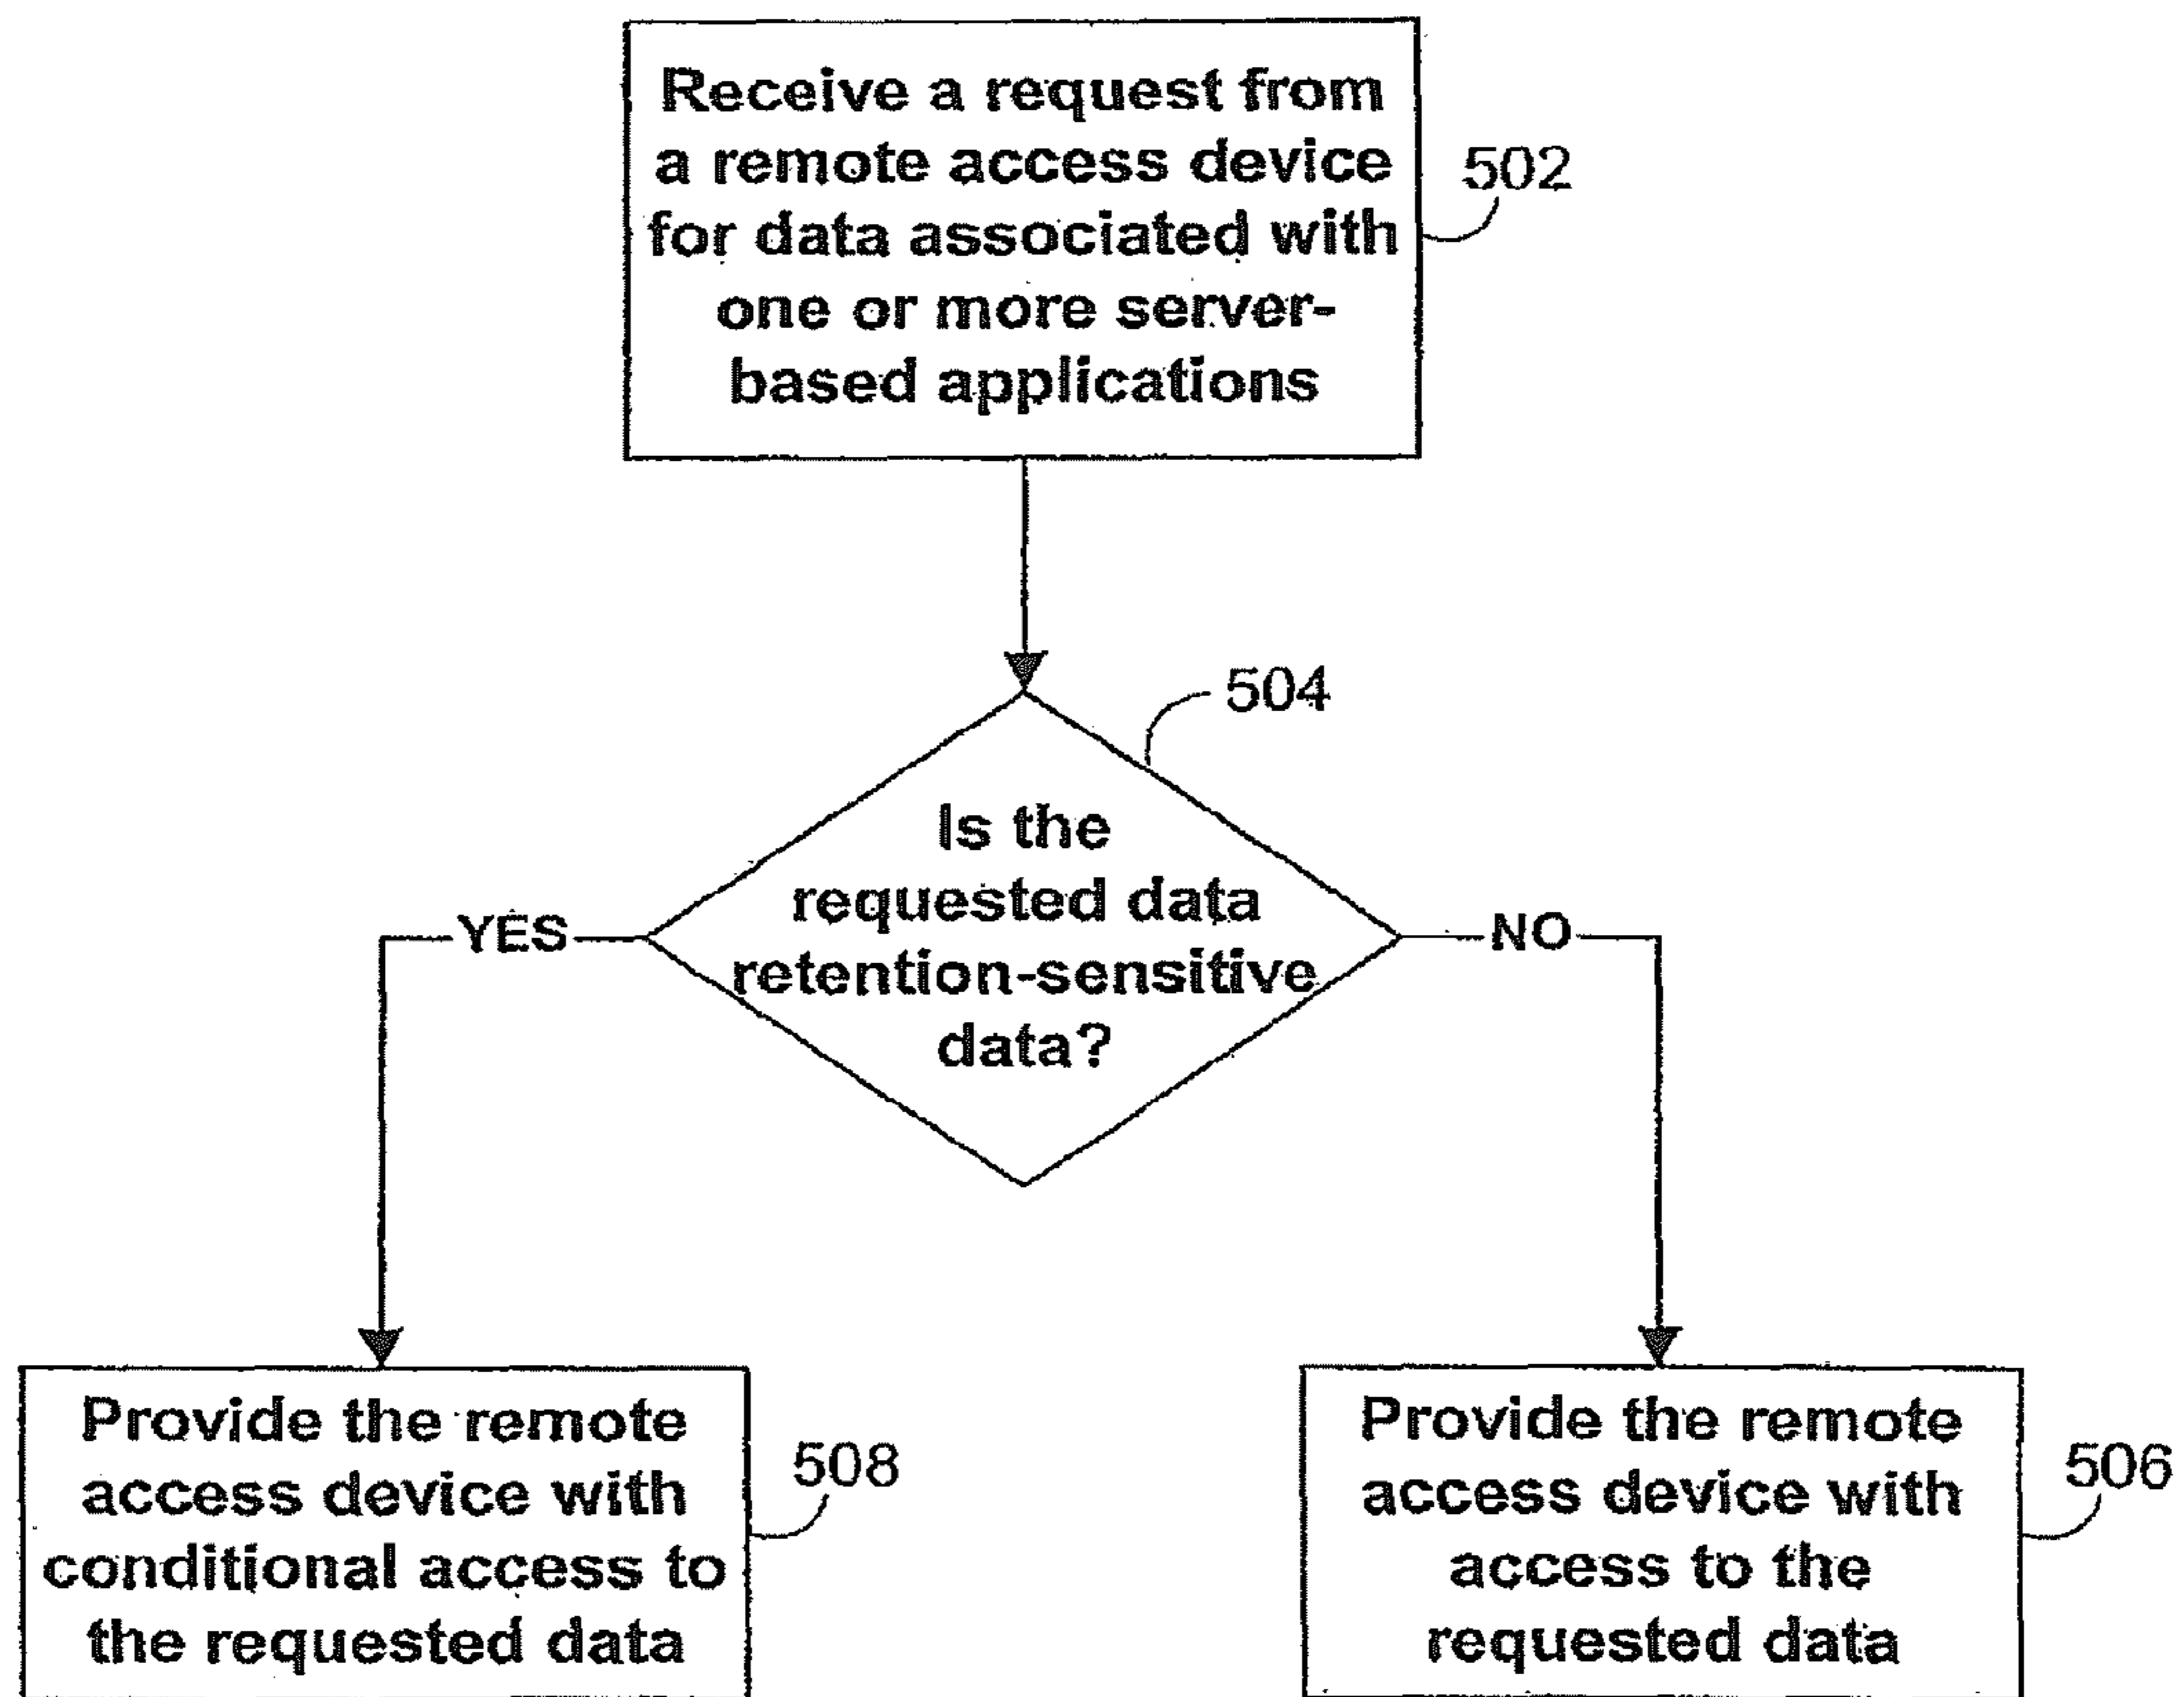 Receive a request from
a remote access device
for data associated with
one or more server-
based applications
502
504
Is the
requested data
retention-sensitive
data?
YES
NO
Provide the remote
access device with
conditional access to
the requested data
508
Provide the remote
access device with
access to the
requested data
506